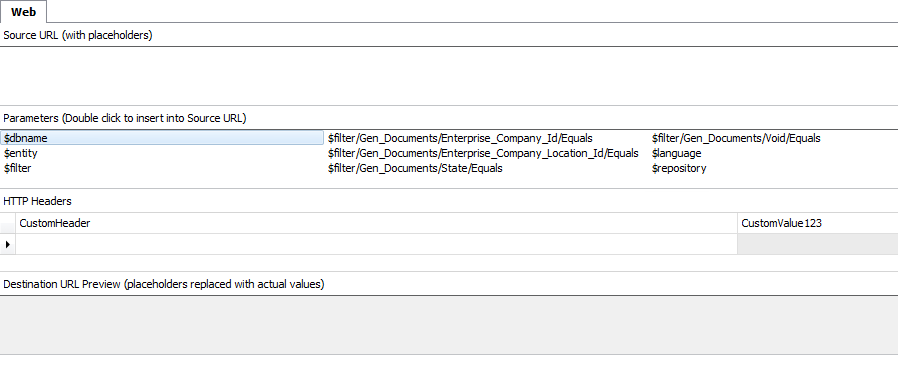 Web
Source URL (with placeholders)
Parameters (Double click to insert into Source URL)
$dbname $filter/Gen_Documents/Enterprise_Company_Id/Equals $filter/Gen_Documents/Void/Equals
$entity $filter/Gen_Documents/Enterprise_Company_Location_Id/Equals $language
$filter $filter/Gen_Documents/State/Equals $repository
HTTP Headers
CustomHeader CustomValue123
Destination URL Preview (placeholders replaced with actual values)